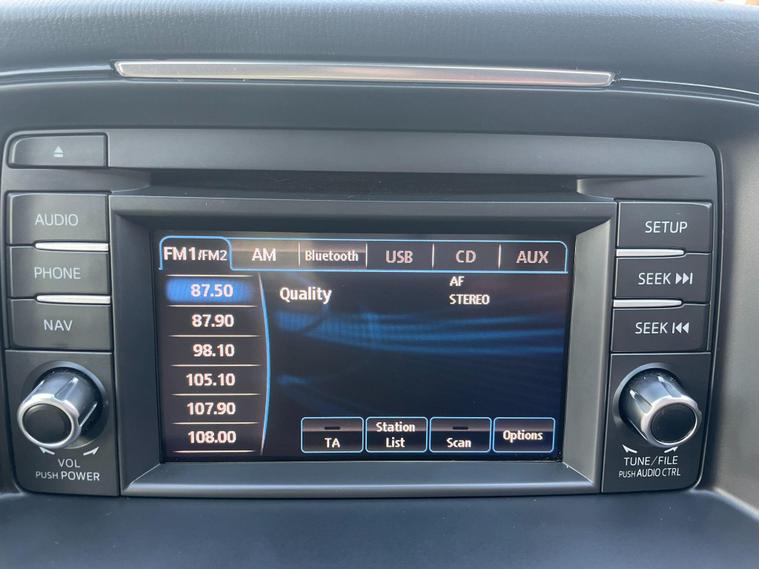 AUDIO
PHONE
NAV
VOL
PUSH POWER
FM1/FM2 AM Bluetooth USB CD AUX
87.50
87.90
98.10
105.10
107.90
108.00
Quality
AF
STEREO
TA
Station
List
Scan
Options
SETUP
SEEK
SEEK
TUNE/FILE
PUSH AUDIO CTRL